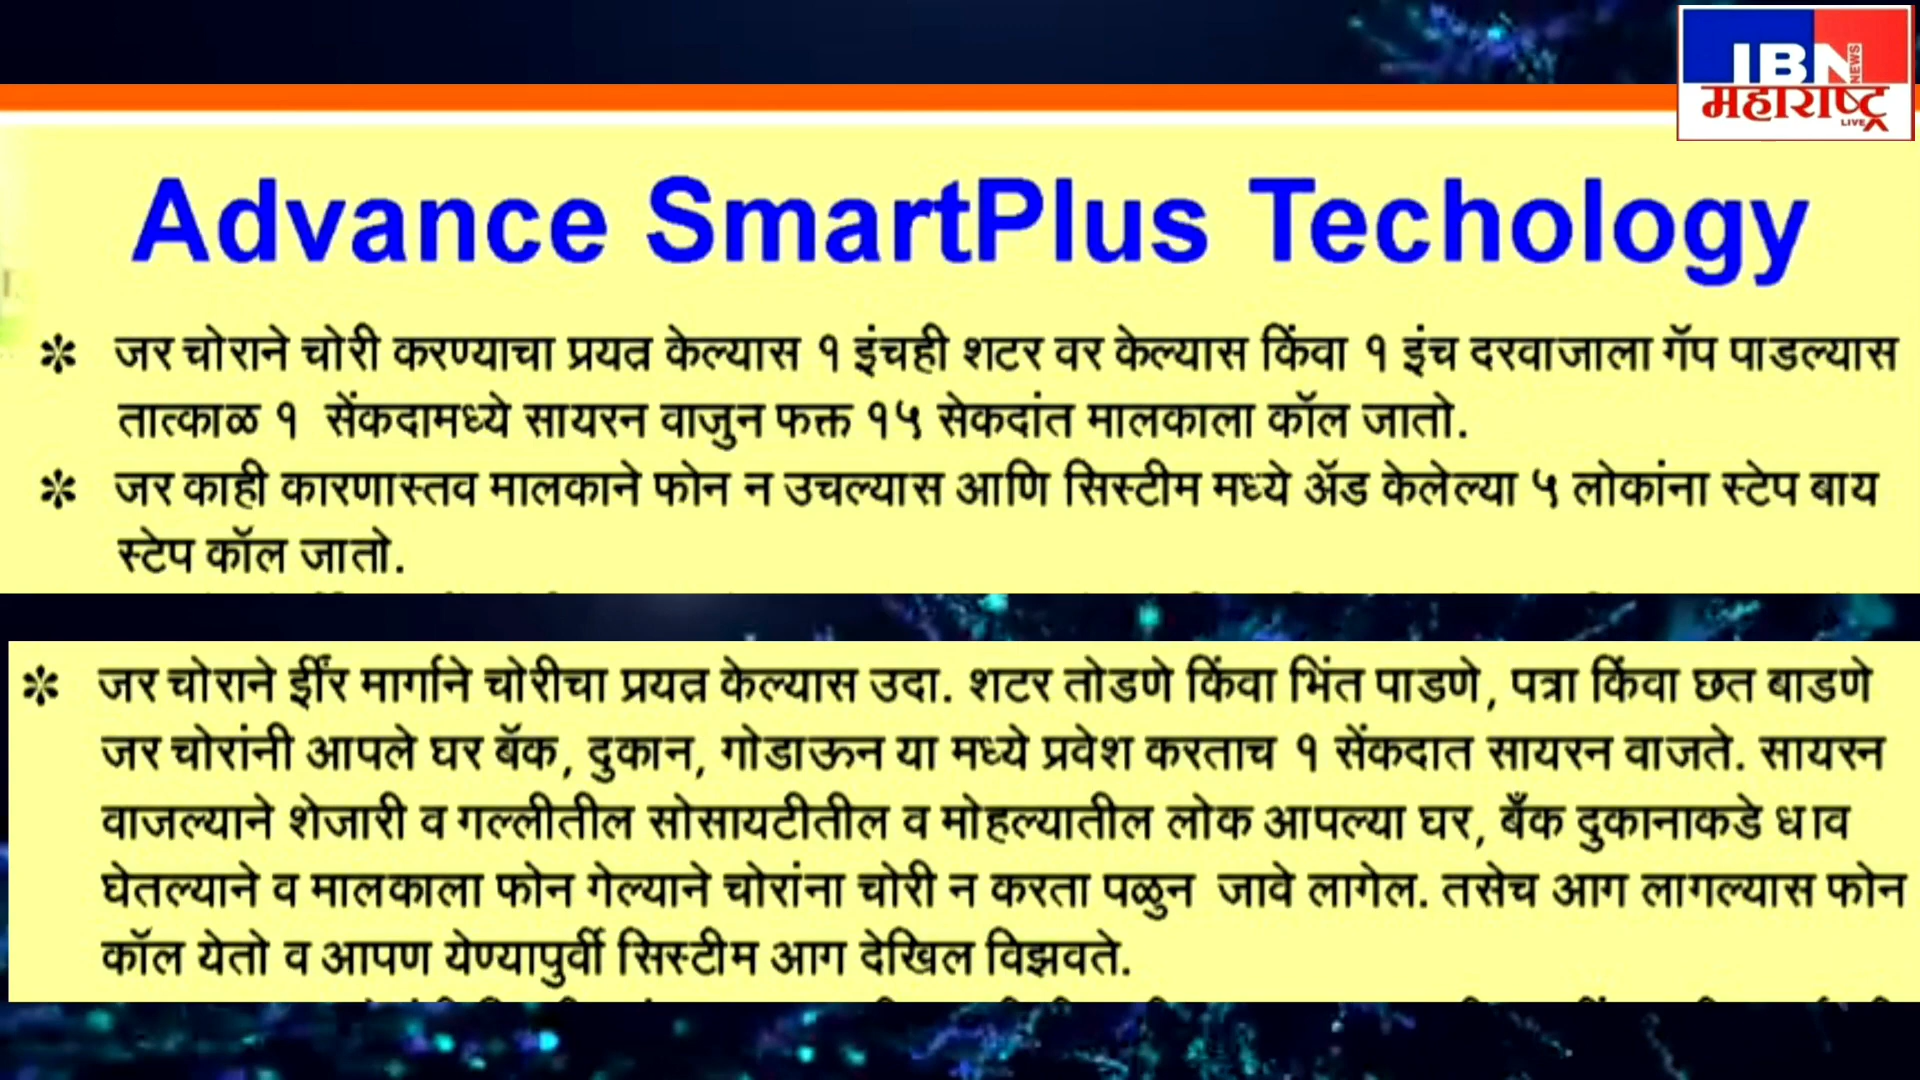 IBN NEWS
महाराष्ट्र
LIVE
Advance SmartPlus Techology
✼ जर चोराने चोरी करण्याचा प्रयत्न केल्यास १ इंचही शटर वर केल्यास किंवा १ इंच दरवाजाला गॅप पाडल्यास
तात्काळ १ सेंकदामध्ये सायरन वाजुन फक्त १५ सेकदांत मालकाला कॉल जातो.
✼ जर काही कारणास्तव मालकाने फोन न उचल्यास आणि सिस्टीम मध्ये ॲड केलेल्या ५ लोकांना स्टेप बाय
स्टेप कॉल जातो.
✼ जर चोराने र्ईीर मार्गाने चोरीचा प्रयत्न केल्यास उदा. शटर तोडणे किंवा भिंत पाडणे, पत्रा किंवा छत बाडणे
जर चोरांनी आपले घर बॅक, दुकान, गोडाऊन या मध्ये प्रवेश करताच १ सेंकदात सायरन वाजते. सायरन
वाजल्याने शेजारी व गल्लीतील सोसायटीतील व मोहल्यातील लोक आपल्या घर, बँक दुकानाकडे धाव
घेतल्याने व मालकाला फोन गेल्याने चोरांना चोरी न करता पळुन जावे लागेल. तसेच आग लागल्यास फोन
कॉल येतो व आपण येण्यापुर्वी सिस्टीम आग देखिल विझवते.